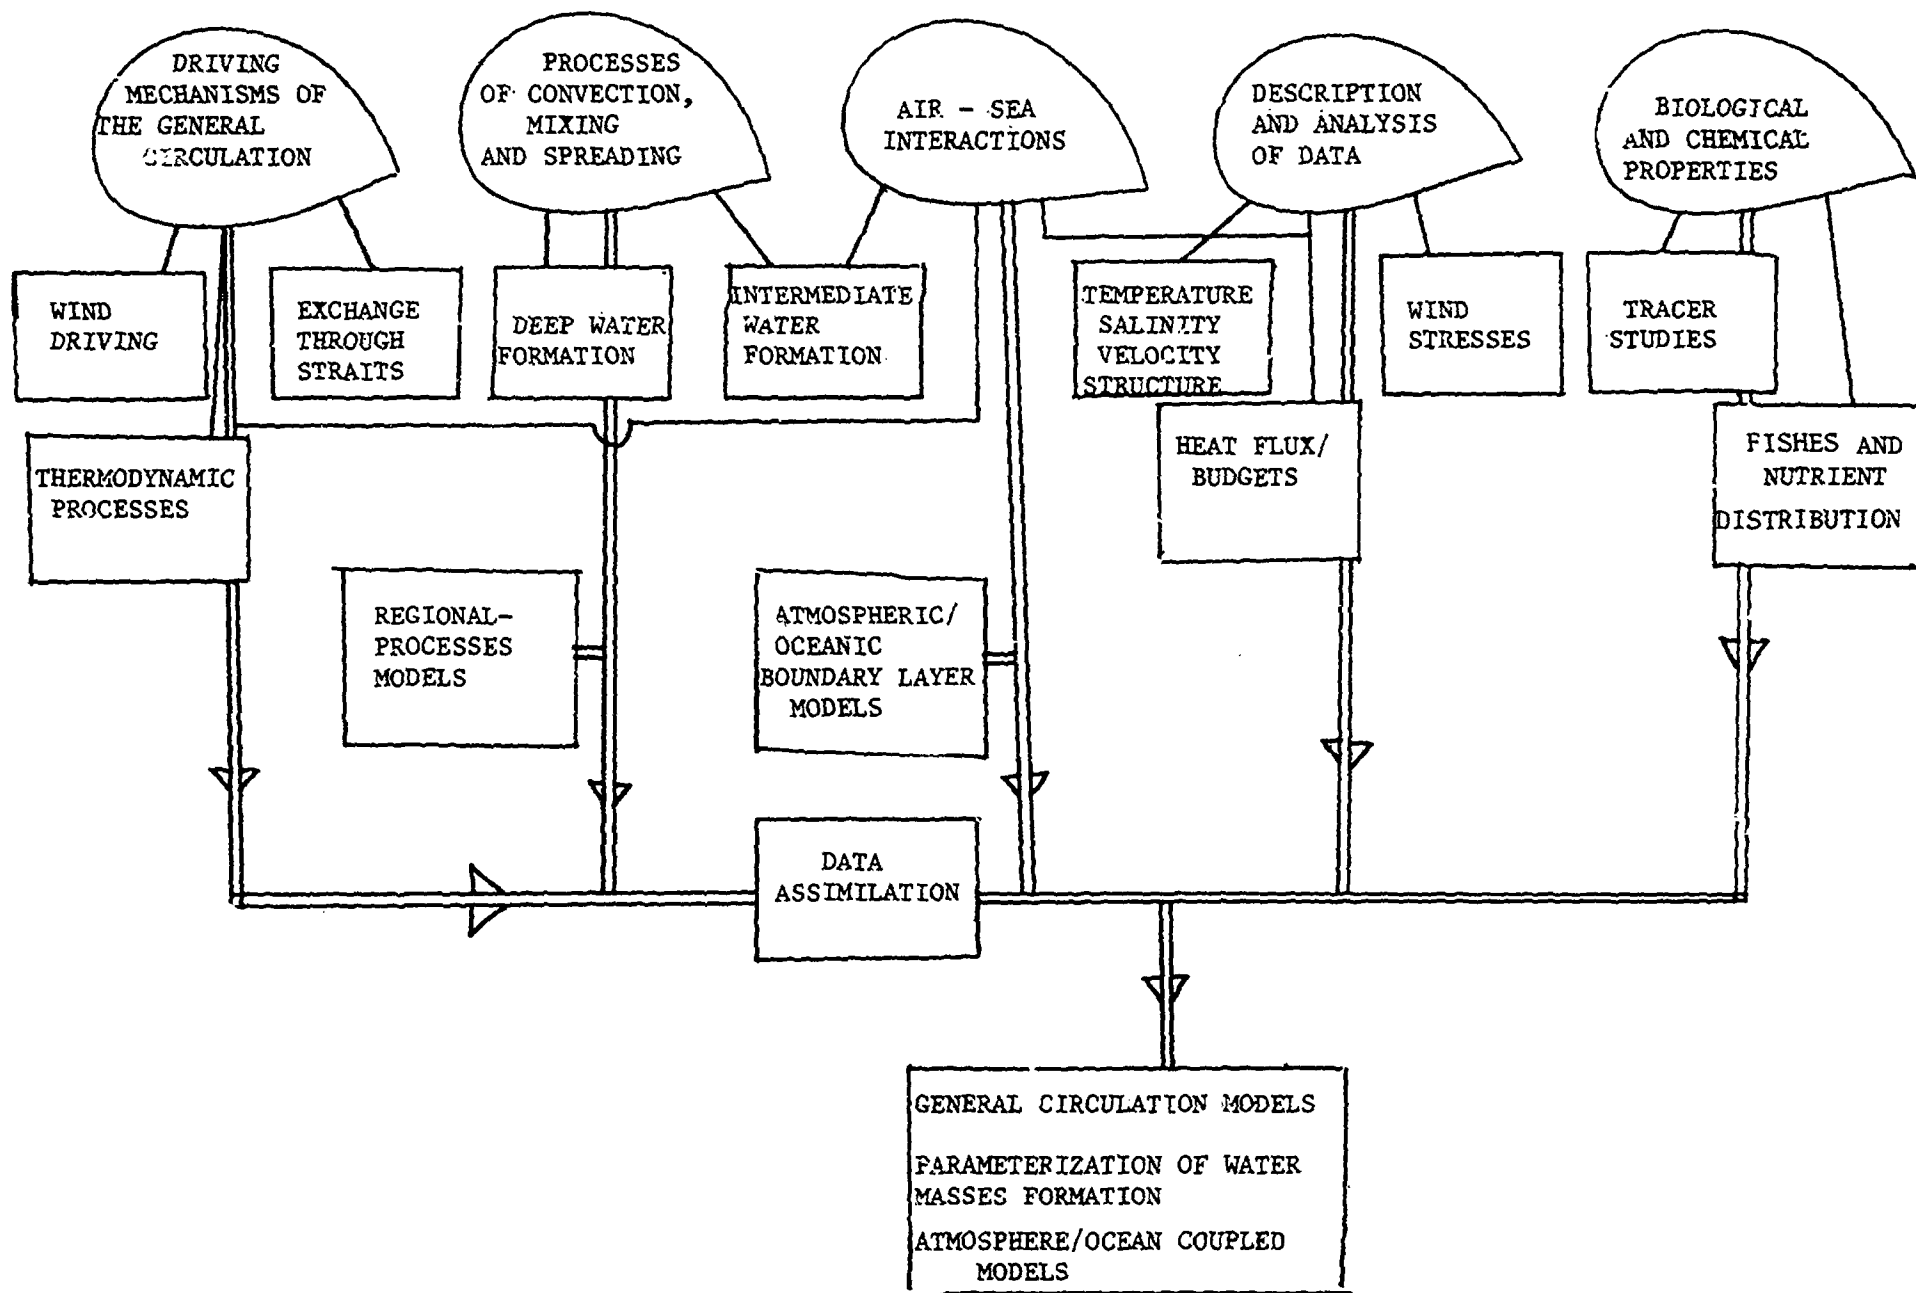 DRIVING
MECHANISMS OF
THE GENERAL
CIRCULATION
PROCESSES
OF CONVECTION,
MIXING
AND SPREADING
AIR - SEA
INTERACTIONS
DESCRIPTION
AND ANALYSIS
OF DATA
BIOLOGICAL
AND CHEMICAL
PROPERTIES
WIND
DRIVING
EXCHANGE
THROUGH
STRAITS
DEEP WATER
FORMATION
INTERMEDIATE
WATER
FORMATION
TEMPERATURE
SALINITY
VELOCITY
STRUCTURE
WIND
STRESSES
TRACER
STUDIES
THERMODYNAMIC
PROCESSES
HEAT FLUX/
BUDGETS
FISHES AND
NUTRIENT
DISTRIBUTION
REGIONAL-
PROCESSES
MODELS
ATMOSPHERIC/
OCEANIC
BOUNDARY LAYER
MODELS
DATA
ASSIMILATION
GENERAL CIRCULATION MODELS
PARAMETERIZATION OF WATER
MASSES FORMATION
ATMOSPHERE/OCEAN COUPLED
MODELS